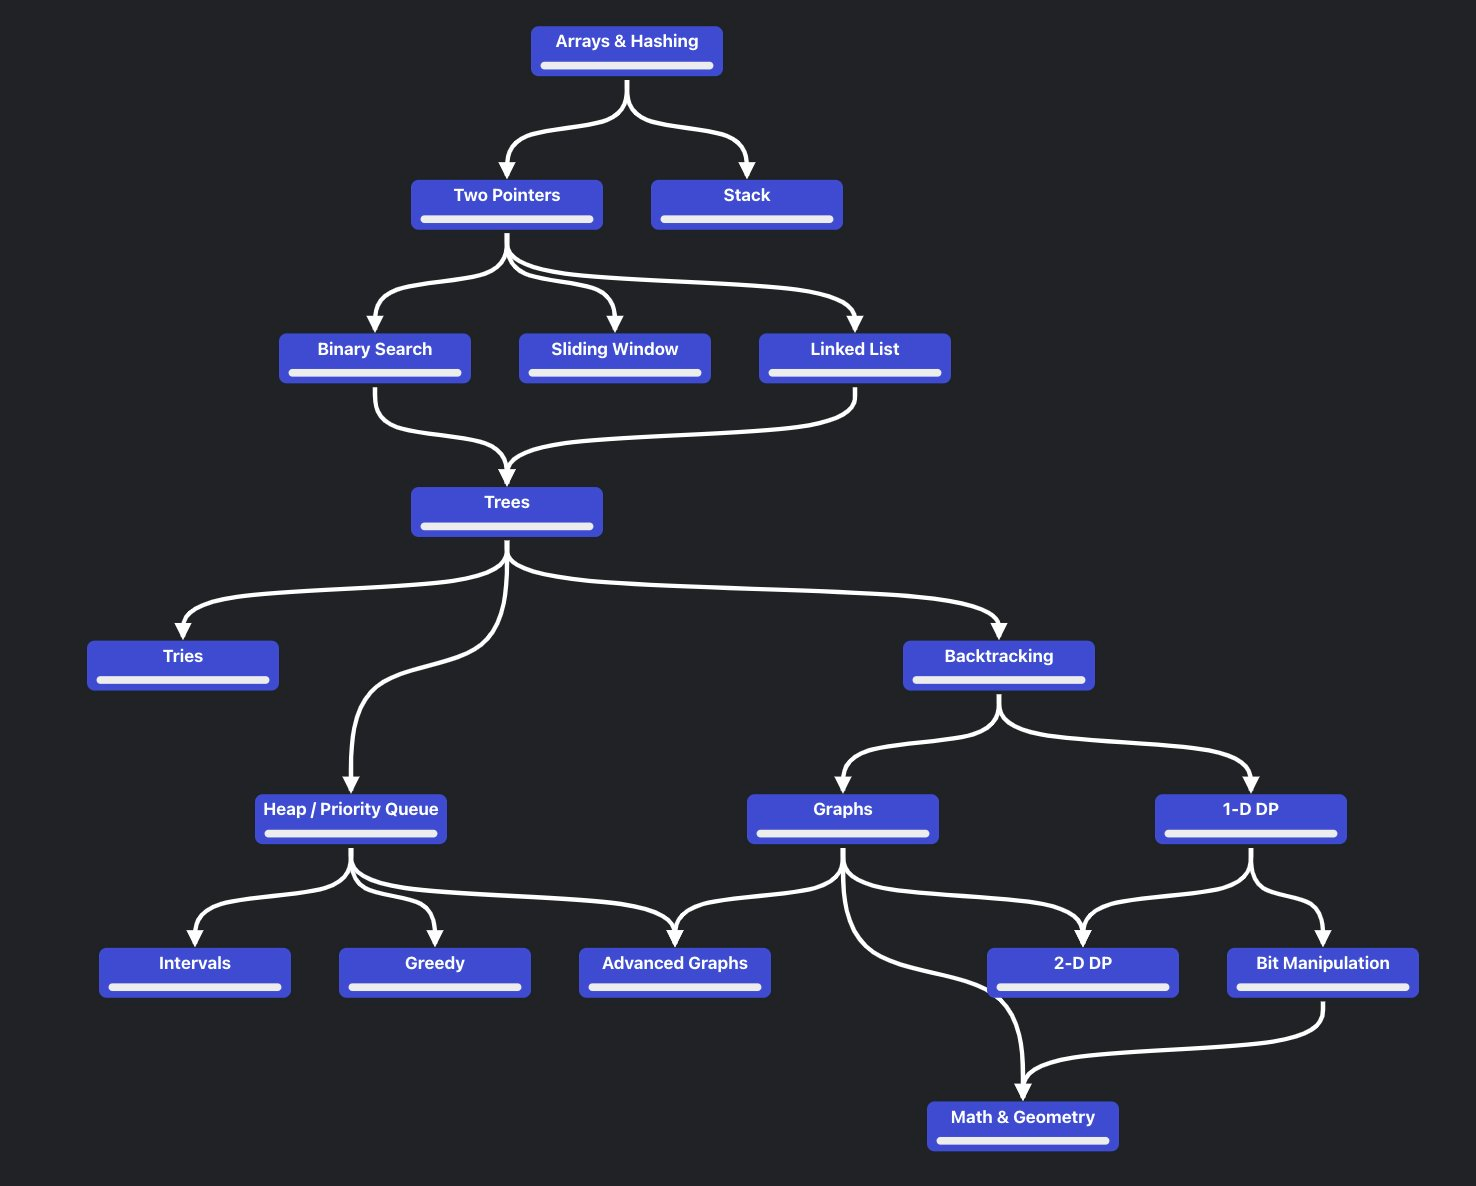 Arrays & Hashing
Two Pointers
Stack
Binary Search
Sliding Window
Linked List
Trees
Tries
Backtracking
Heap / Priority Queue
Graphs
1-D DP
Intervals
Greedy
Advanced Graphs
2-D DP
Bit Manipulation
Math & Geometry